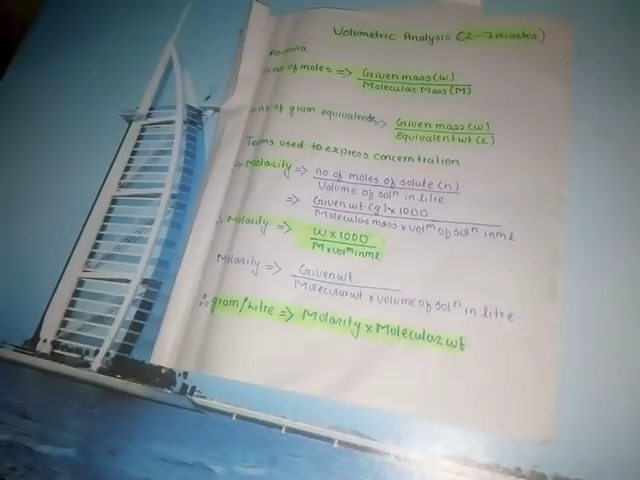 Volumetric Analysis (2-7 marks)
Formula
→ no of moles => Given mass (w) / Molecular Mass (M)
no of gram equivalent => Given mass (w) / Equivalent wt (E)
Terms used to express concentration
→ Molarity => no of moles of solute (n) / Volume of solⁿ in litre
=> Given wt (g) x 1000 / Molecular mass x volᵐ of solⁿ in ml
∴ Molarity => W x 1000 / M x volᵐ in ml
Molarity => Given wt / Molecular wt x volume of solⁿ in litre
∴ gram/litre => Molarity x Molecular wt